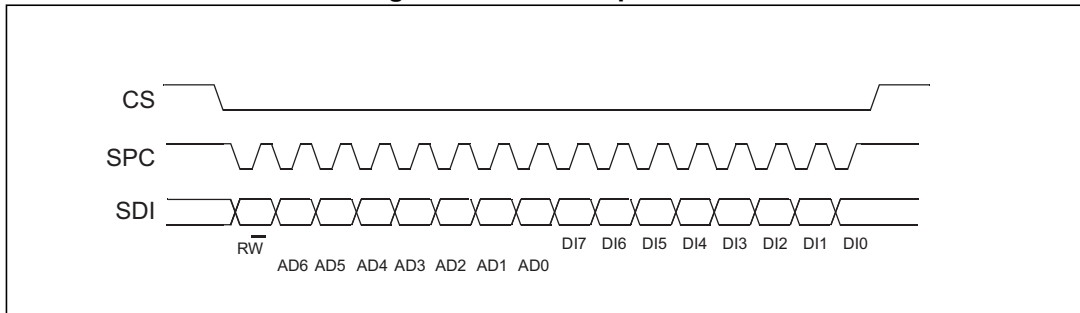 CS
SPC
SDI
RW
DI7 DI6 DI5 DI4 DI3 DI2 DI1 DI0
AD6 AD5 AD4 AD3 AD2 AD1 AD0